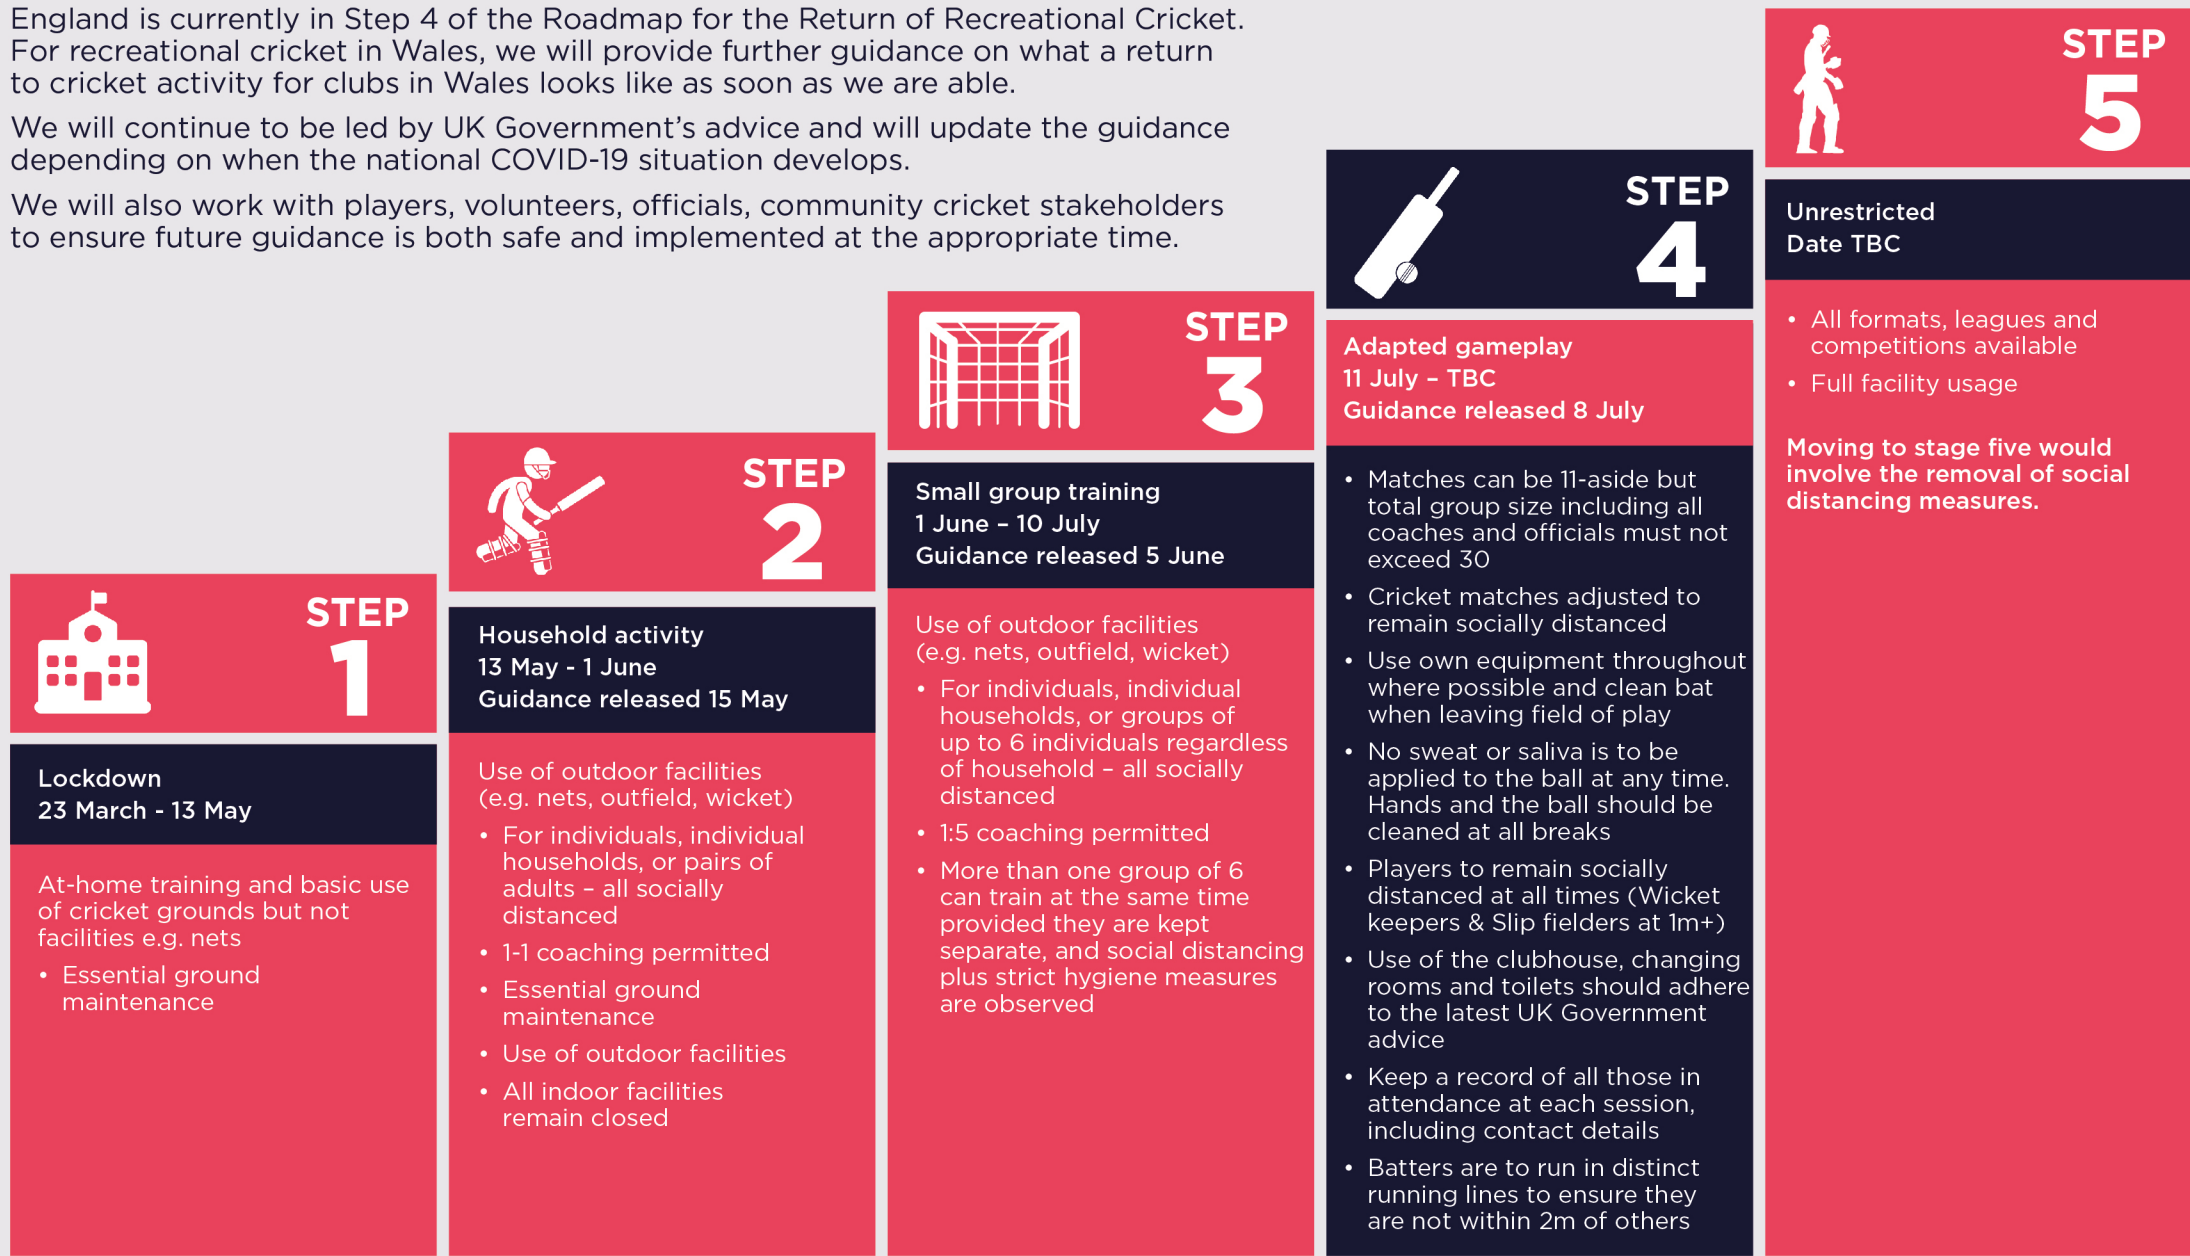 England is currently in Step 4 of the Roadmap for the Return of Recreational Cricket.
For recreational cricket in Wales, we will provide further guidance on what a return
to cricket activity for clubs in Wales looks like as soon as we are able.
We will continue to be led by UK Government’s advice and will update the guidance
depending on when the national COVID-19 situation develops.
We will also work with players, volunteers, officials, community cricket stakeholders
to ensure future guidance is both safe and implemented at the appropriate time.
STEP
1
Lockdown
23 March - 13 May
At-home training and basic use
of cricket grounds but not
facilities e.g. nets
• Essential ground
maintenance
STEP
2
Household activity
13 May - 1 June
Guidance released 15 May
Use of outdoor facilities
(e.g. nets, outfield, wicket)
• For individuals, individual
households, or pairs of
adults – all socially
distanced
• 1-1 coaching permitted
• Essential ground
maintenance
• Use of outdoor facilities
• All indoor facilities
remain closed
STEP
3
Small group training
1 June – 10 July
Guidance released 5 June
Use of outdoor facilities
(e.g. nets, outfield, wicket)
• For individuals, individual
households, or groups of
up to 6 individuals regardless
of household – all socially
distanced
• 1:5 coaching permitted
• More than one group of 6
can train at the same time
provided they are kept
separate, and social distancing
plus strict hygiene measures
are observed
STEP
4
Adapted gameplay
11 July – TBC
Guidance released 8 July
• Matches can be 11-aside but
total group size including all
coaches and officials must not
exceed 30
• Cricket matches adjusted to
remain socially distanced
• Use own equipment throughout
where possible and clean bat
when leaving field of play
• No sweat or saliva is to be
applied to the ball at any time.
Hands and the ball should be
cleaned at all breaks
• Players to remain socially
distanced at all times (Wicket
keepers & Slip fielders at 1m+)
• Use of the clubhouse, changing
rooms and toilets should adhere
to the latest UK Government
advice
• Keep a record of all those in
attendance at each session,
including contact details
• Batters are to run in distinct
running lines to ensure they
are not within 2m of others
STEP
5
Unrestricted
Date TBC
• All formats, leagues and
competitions available
• Full facility usage
Moving to stage five would
involve the removal of social
distancing measures.